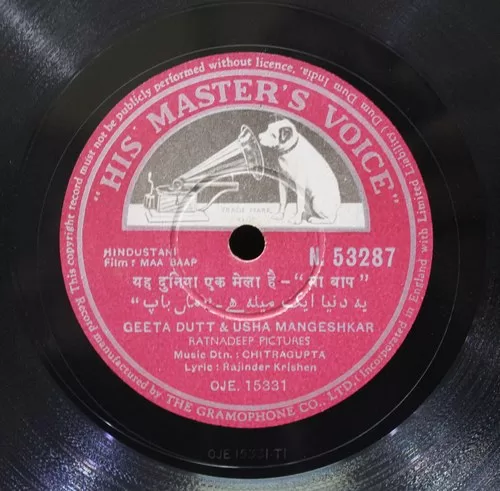 This copyright record must not be publicly performed without licence.
"HIS MASTER'S VOICE"
TRADE MARK
HINDUSTANI
Film : MAA BAAP
N. 53287
यह दुनिया एक मेला है - "मा बाप"
یہ دنیا ایک میلہ ہے - "ماں باپ"
GEETA DUTT & USHA MANGESHKAR
RATNADEEP PICTURES
Music Dtn. : CHITRAGUPTA
Lyric : Rajinder Krishen
OJE. 15331
Record manufactured by THE GRAMOPHONE CO., LTD., (Incorporated in England with Limited Liability) Dum Dum, India.
OJE 15331-T1